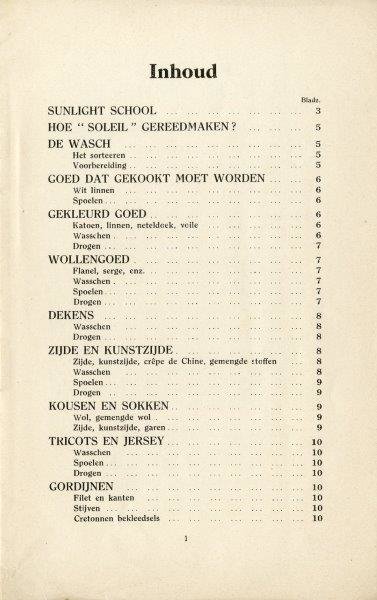 Inhoud
Bladz.
SUNLIGHT SCHOOL ... ... ... ... ... ... 3
HOE “ SOLEIL ” GEREEDMAKEN ? ... ... ... 5
DE WASCH ... ... ... ... ... ... ... ... 5
Het sorteeren ... ... ... ... ... ... ... ... 5
Voorbereiding ... ... ... ... ... ... ... ... 5
GOED DAT GEKOOKT MOET WORDEN ... ... ... 6
Wit linnen ... ... ... ... ... ... ... ... 6
Spoelen ... ... ... ... ... ... ... ... ... 6
GEKLEURD GOED ... ... ... ... ... ... ... 6
Katoen, linnen, neteldoek, voile ... ... ... ... ... 6
Wasschen ... ... ... ... ... ... ... ... 6
Drogen ... ... ... ... ... ... ... ... ... 7
WOLLENGOED ... ... ... ... ... ... ... 7
Flanel, serge, enz. ... ... ... ... ... ... ... 7
Wasschen ... ... ... ... ... ... ... ... 7
Spoelen ... ... ... ... ... ... ... ... ... 7
Drogen ... ... ... ... ... ... ... ... ... 7
DEKENS ... ... ... ... ... ... ... ... 8
Wasschen ... ... ... ... ... ... ... ... 8
Drogen ... ... ... ... ... ... ... ... ... 8
ZIJDE EN KUNSTZIJDE ... ... ... ... ... ... 8
Zijde, kunstzijde, crêpe de Chine, gemengde stoffen ... 8
Wasschen ... ... ... ... ... ... ... ... 8
Spoelen ... ... ... ... ... ... ... ... ... 9
Drogen ... ... ... ... ... ... ... ... ... 9
KOUSEN EN SOKKEN ... ... ... ... ... ... 9
Wol, gemengde wol ... ... ... ... ... ... ... 9
Zijde, kunstzijde, garen ... ... ... ... ... ... 9
TRICOTS EN JERSEY ... ... ... ... ... ... 10
Wasschen ... ... ... ... ... ... ... ... 10
Spoelen ... ... ... ... ... ... ... ... ... 10
Drogen ... ... ... ... ... ... ... ... ... 10
GORDIJNEN ... ... ... ... ... ... ... 10
Filet en kanten ... ... ... ... ... ... ... 10
Stijven ... ... ... ... ... ... ... ... ... 10
Cretonnen bekleedsels ... ... ... ... ... ... 10
1